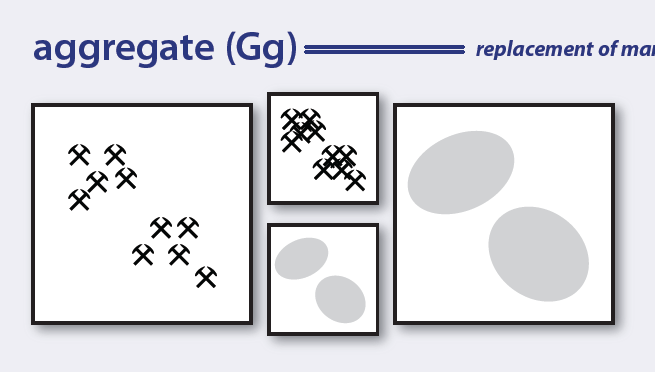 aggregate (Gg) replacement of